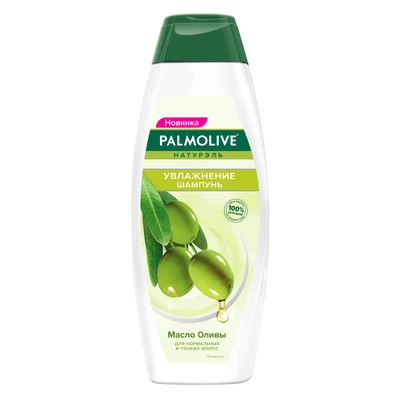 Новинка
PALMOLIVE
НАТУРЭЛЬ
УВЛАЖНЕНИЕ
ШАМПУНЬ
100%
Масло Оливы
ДЛЯ НОРМАЛЬНЫХ
И ТОНКИХ ВОЛОС